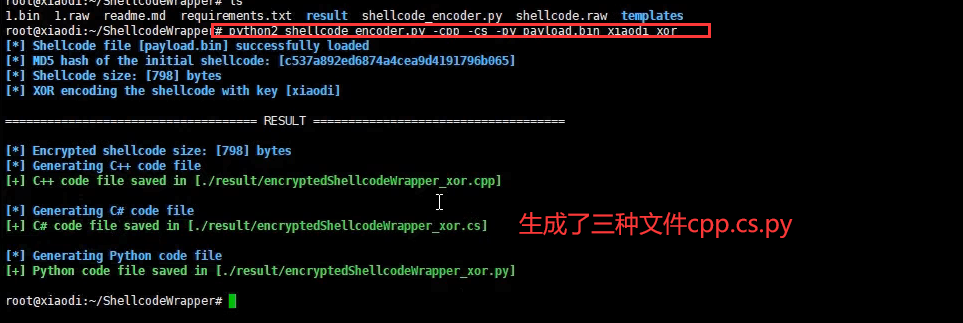 root@xiaodi:~/ShellcodeWrapper# ls
1.bin  1.raw  readme.md  requirements.txt  result  shellcode_encoder.py  shellcode.raw  templates
root@xiaodi:~/ShellcodeWrapper# python2 shellcode_encoder.py -cpp -cs -py payload.bin xiaodi xor
[*] Shellcode file [payload.bin] successfully loaded
[*] MD5 hash of the initial shellcode: [c537a892ed6874a4cea9d4191796b065]
[*] Shellcode size: [798] bytes
[*] XOR encoding the shellcode with key [xiaodi]
==================================== RESULT ====================================
[*] Encrypted shellcode size: [798] bytes
[*] Generating C++ code file
[+] C++ code file saved in [./result/encryptedShellcodeWrapper_xor.cpp]
[*] Generating C# code file
[+] C# code file saved in [./result/encryptedShellcodeWrapper_xor.cs]
生成了三种文件cpp.cs.py
[*] Generating Python code file
[+] Python code file saved in [./result/encryptedShellcodeWrapper_xor.py]
root@xiaodi:~/ShellcodeWrapper#